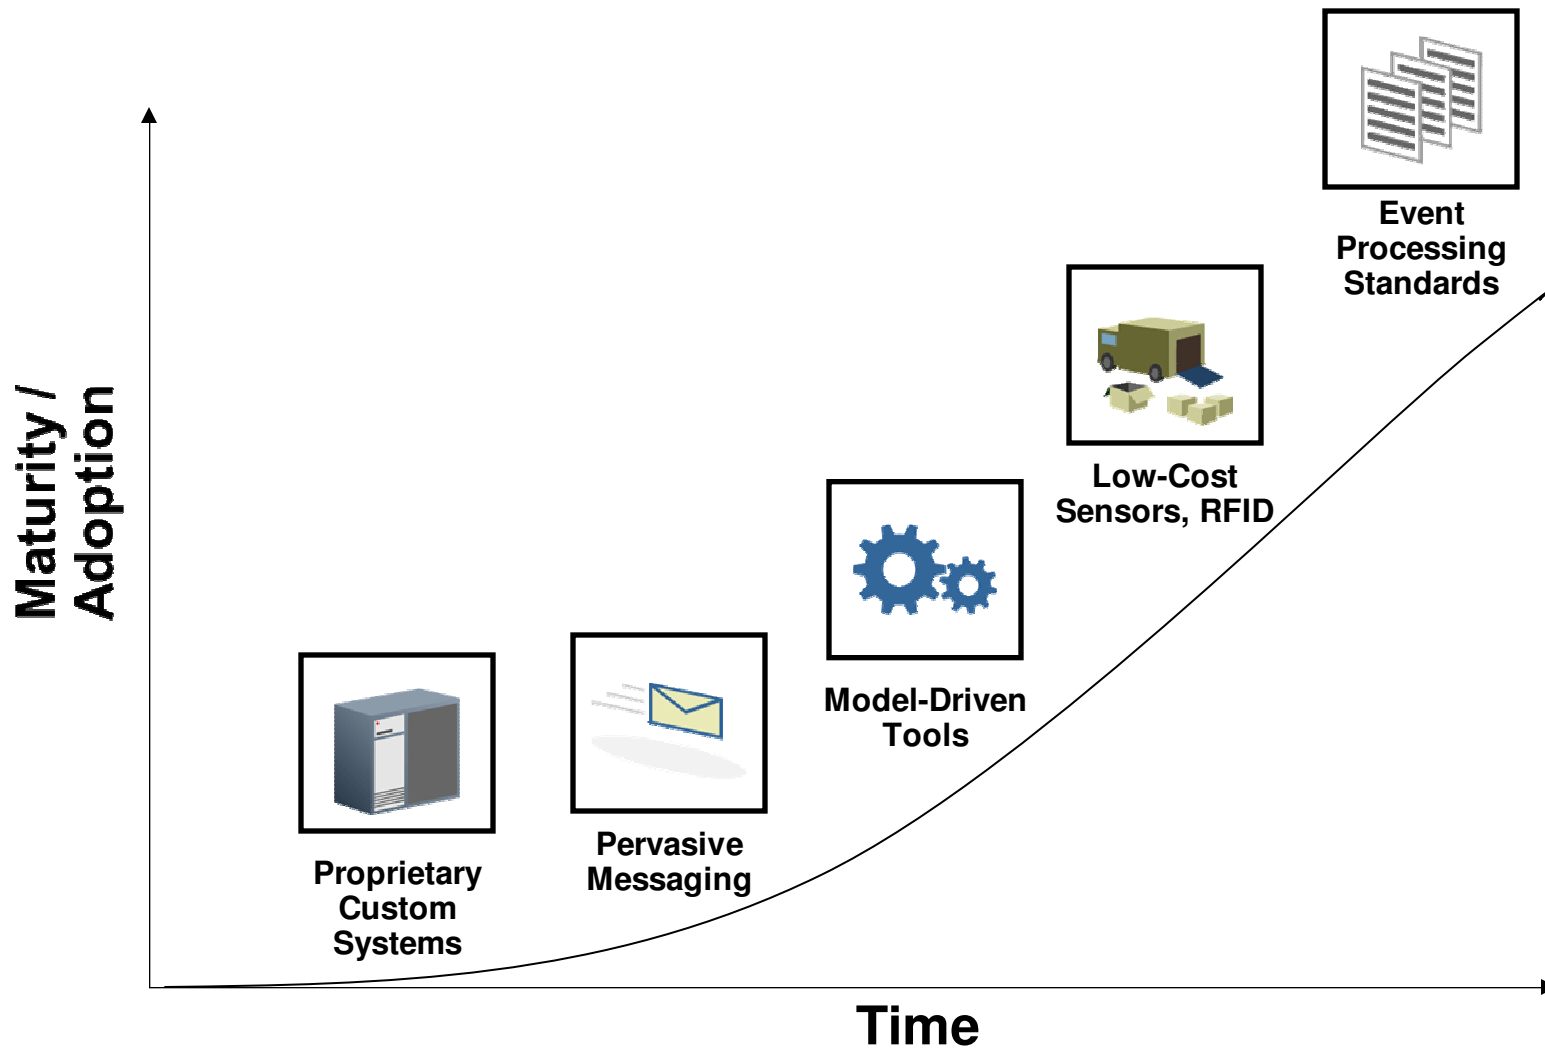 Event
Processing
Standards
Low-Cost
Sensors, RFID
Model-Driven
Tools
Pervasive
Messaging
Proprietary
Custom
Systems
Maturity /
Adoption
Time